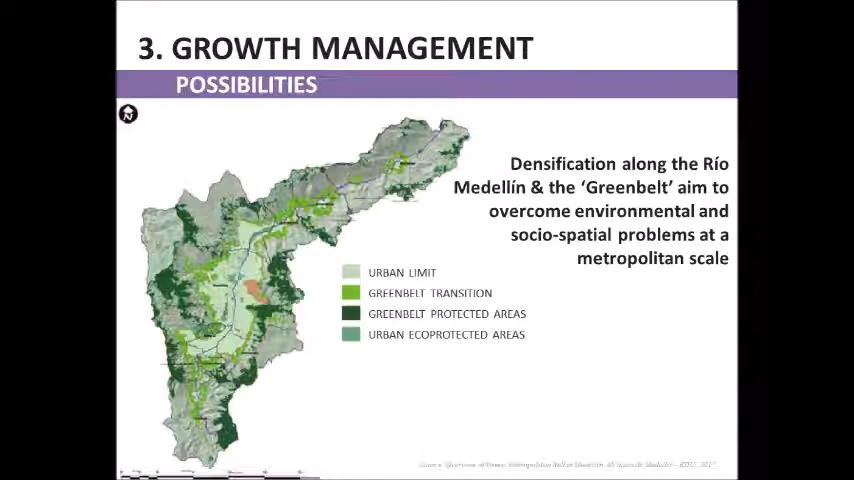 3. GROWTH MANAGEMENT
POSSIBILITIES
N
Densification along the Río
Medellín & the ‘Greenbelt’ aim to
overcome environmental and
socio-spatial problems at a
metropolitan scale
URBAN LIMIT
GREENBELT TRANSITION
GREENBELT PROTECTED AREAS
URBAN ECOPROTECTED AREAS